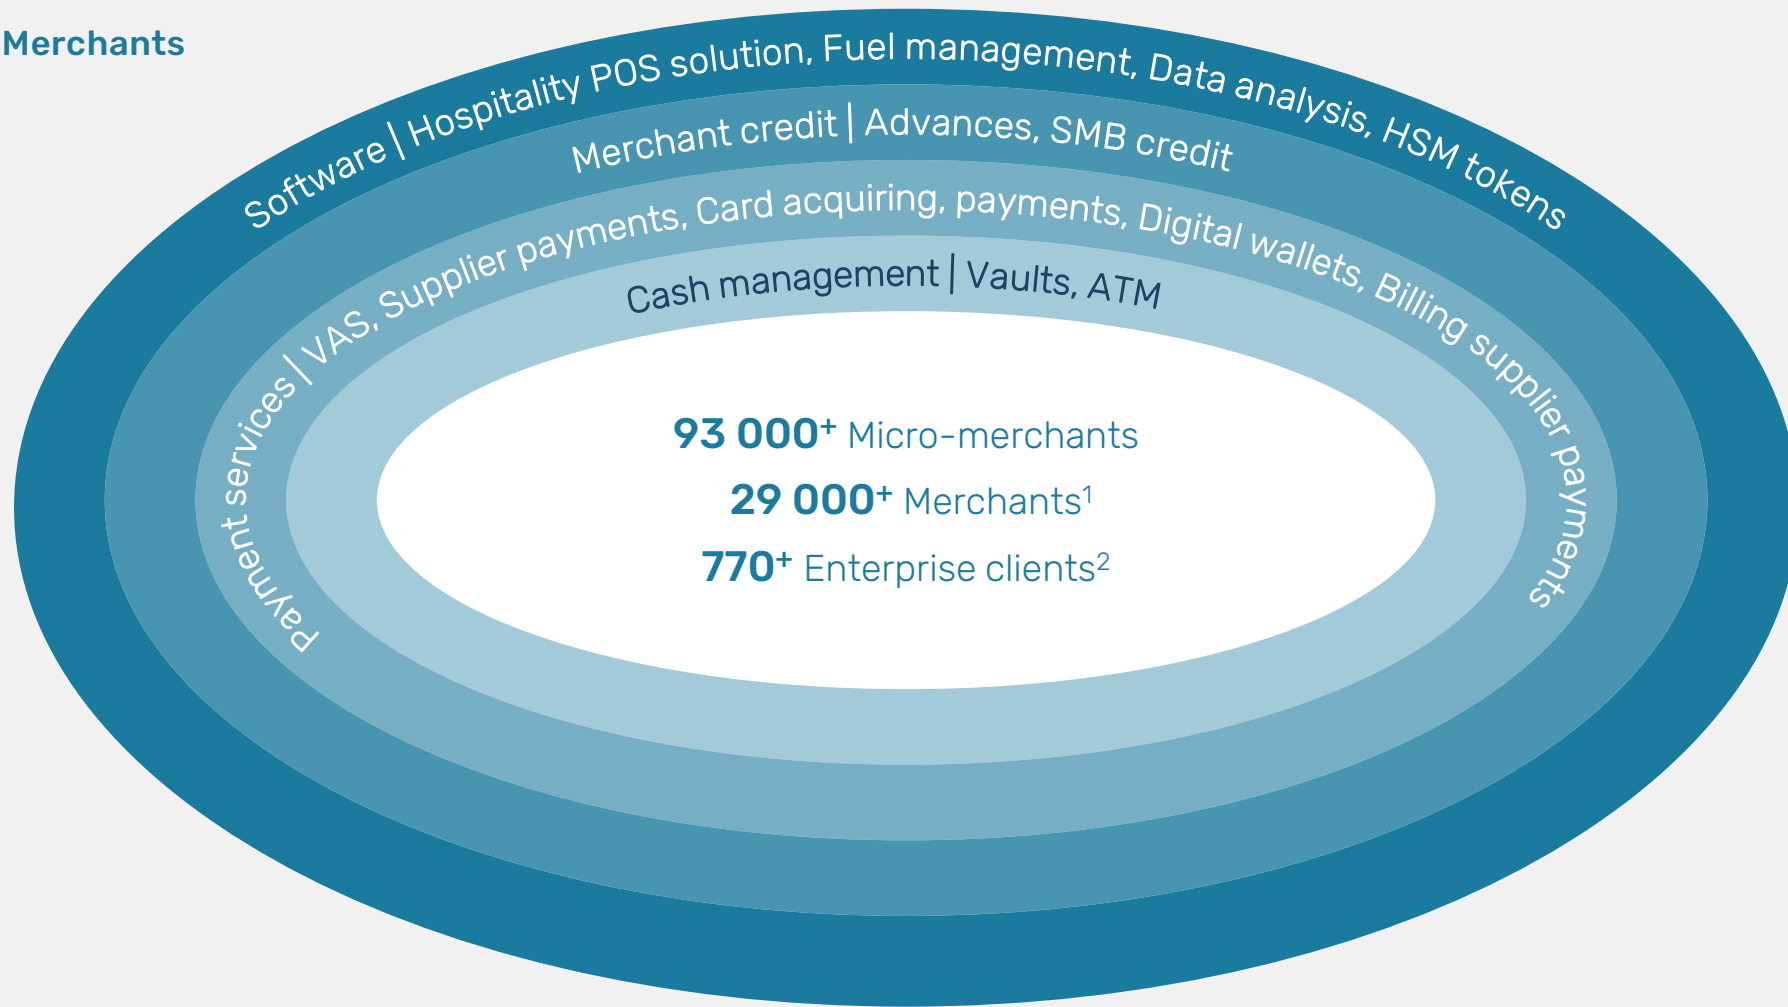 Merchants
Software | Hospitality POS solution, Fuel management, Data analysis, HSM tokens
Merchant credit | Advances, SMB credit
Payment services | VAS, Supplier payments, Card acquiring, payments, Digital wallets, Billing supplier payments
Cash management | Vaults, ATM
93 000+ Micro-merchants
29 000+ Merchants1
770+ Enterprise clients2